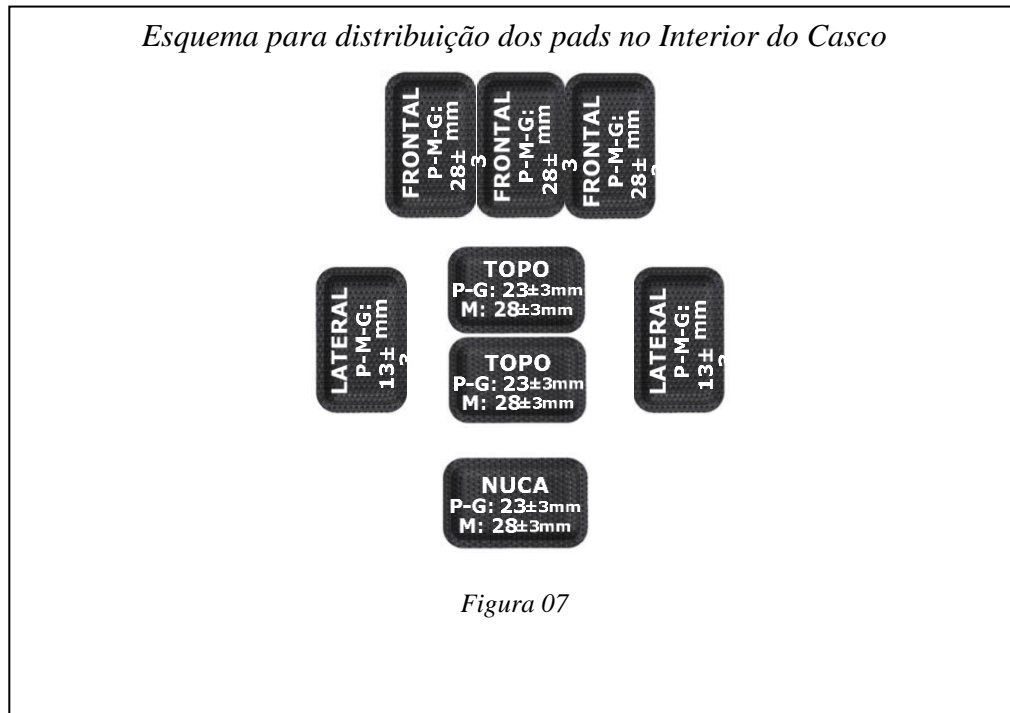 Esquema para distribuição dos pads no Interior do Casco
FRONTAL
P-M-G:
28± mm
3
FRONTAL
P-M-G:
28± mm
3
FRONTAL
P-M-G:
28± mm
LATERAL
P-M-G:
13± mm
TOPO
P-G: 23±3mm
M: 28±3mm
TOPO
P-G: 23±3mm
M: 28±3mm
LATERAL
P-M-G:
13± mm
NUCA
P-G: 23±3mm
M: 28±3mm
Figura 07